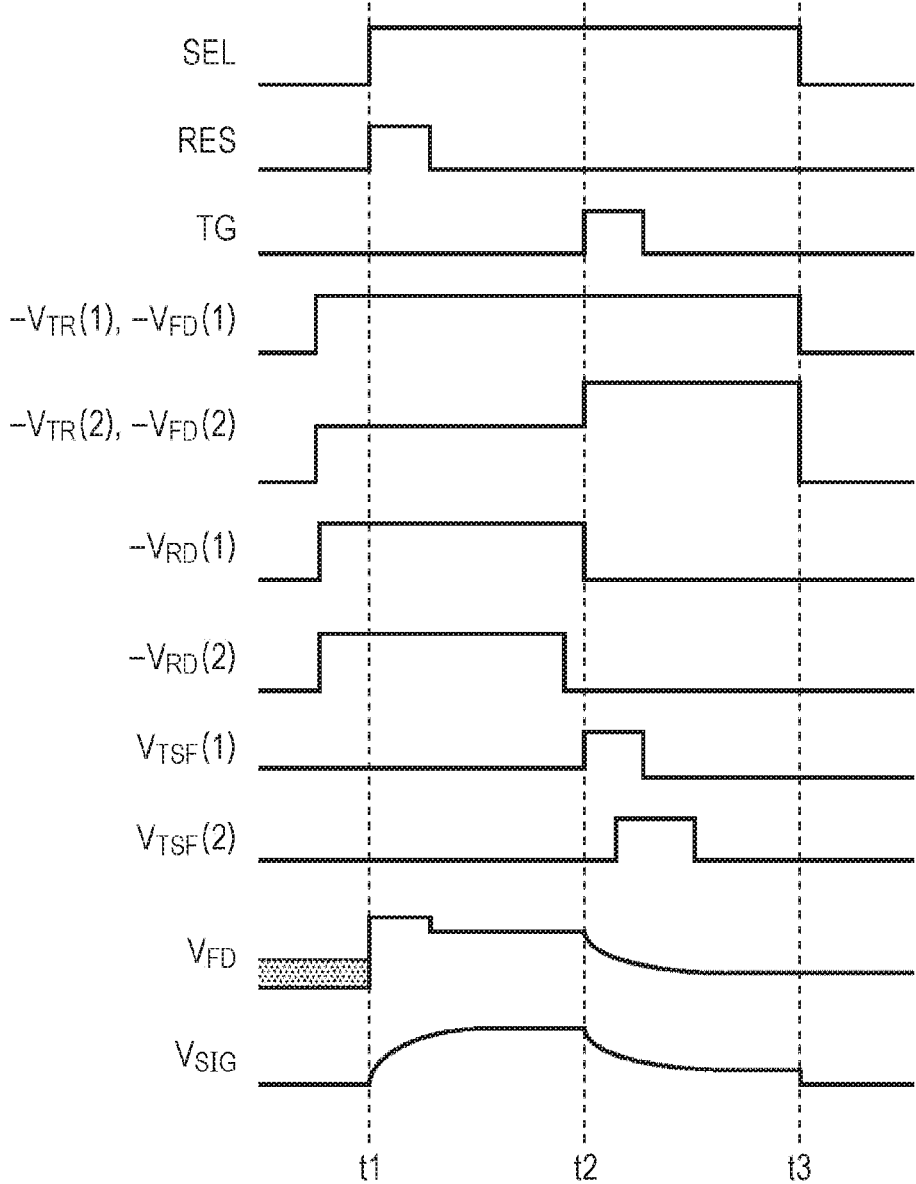 SEL
RES
TG
–VTR(1), –VFD(1)
–VTR(2), –VFD(2)
–VRD(1)
–VRD(2)
VTSF(1)
VTSF(2)
VFD
VSIG
t1 t2 t3